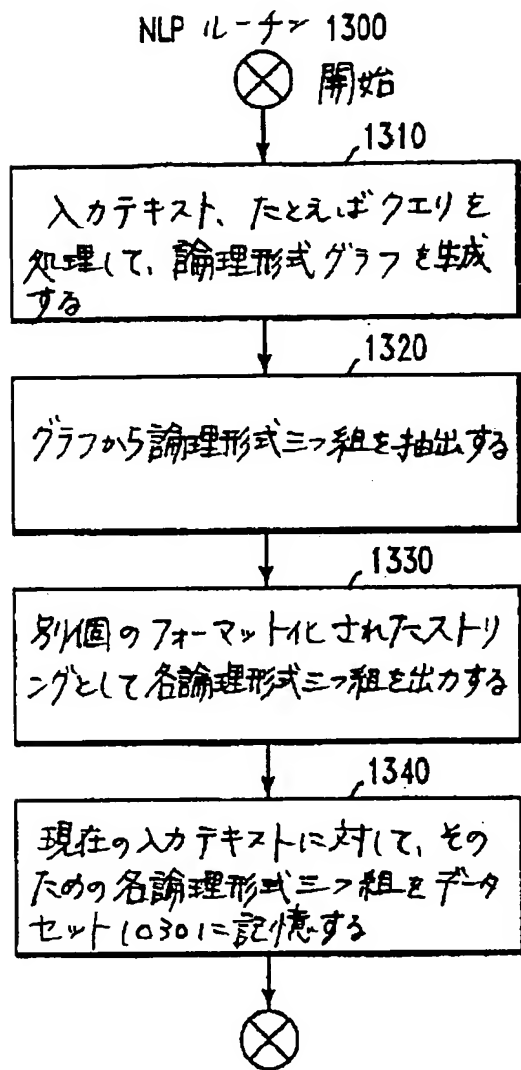 NLP ルーチン 1300
開始
1310
入力テキスト、たとえばクエリを
処理して、論理形式グラフを生成
する
1320
グラフから論理形式三つ組を抽出する
1330
別個のフォーマット化されたストリ
ングとして各論理形式三つ組を出力する
1340
現在の入力テキストに対して、その
ための各論理形式三つ組をデータ
セット1030に記憶する